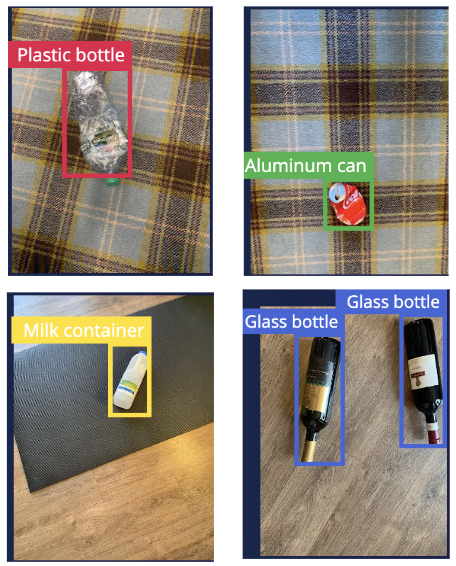 Plastic bottle
Aluminum can
Milk container
Glass bottle
Glass bottle